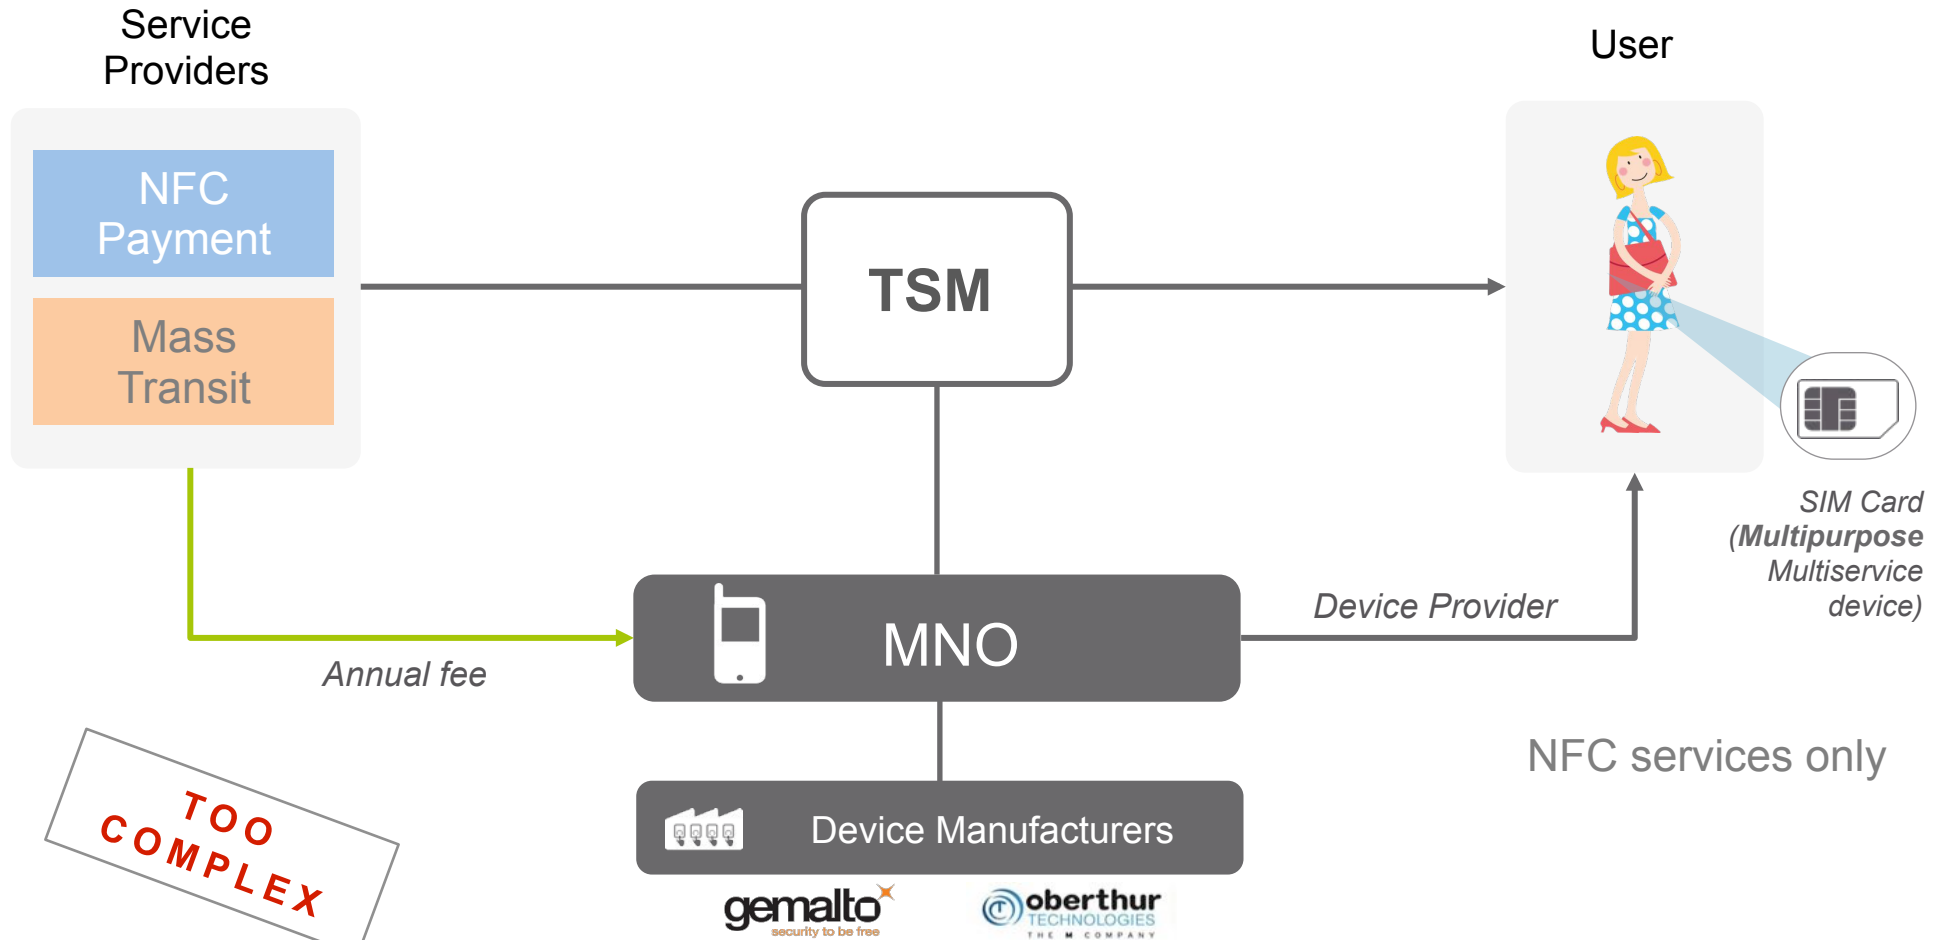 Service
Providers
User
NFC
Payment
Mass
Transit
TSM
SIM Card
(Multipurpose
Multiservice
device)
Device Provider
MNO
Annual fee
NFC services only
TOO
COMPLEX
Device Manufacturers
gemalto
security to be free
oberthur
TECHNOLOGIES
THE M COMPANY